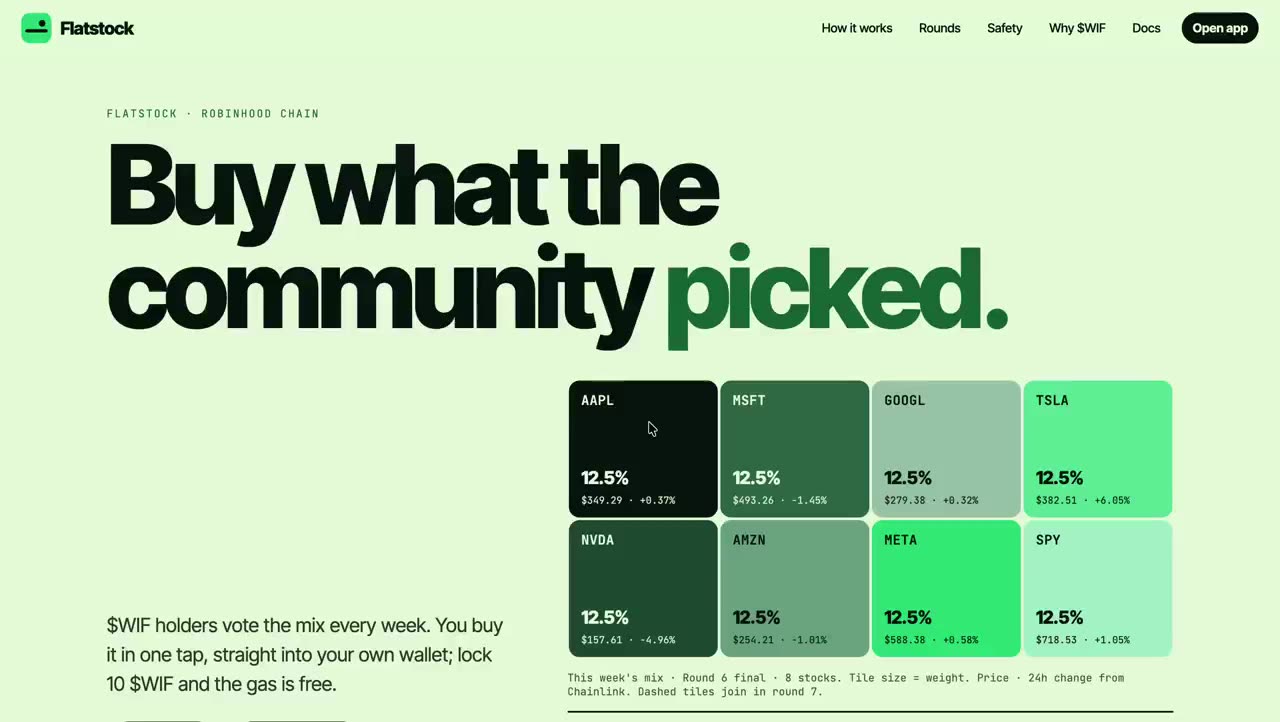 Flatstock
How it works
Rounds
Safety
Why $WIF
Docs
Open app
FLATSTOCK · ROBINHOOD CHAIN
Buy what the
community picked.
AAPL
12.5%
$349.29 · +0.37%
MSFT
12.5%
$493.26 · -1.45%
GOOGL
12.5%
$279.38 · +0.32%
TSLA
12.5%
$382.51 · +6.05%
NVDA
12.5%
$157.61 · -4.96%
AMZN
12.5%
$254.21 · -1.01%
META
12.5%
$588.38 · +0.58%
SPY
12.5%
$718.53 · +1.05%
$WIF holders vote the mix every week. You buy
it in one tap, straight into your own wallet; lock
10 $WIF and the gas is free.
This week's mix · Round 6 final · 8 stocks. Tile size = weight. Price · 24h change from
Chainlink. Dashed tiles join in round 7.